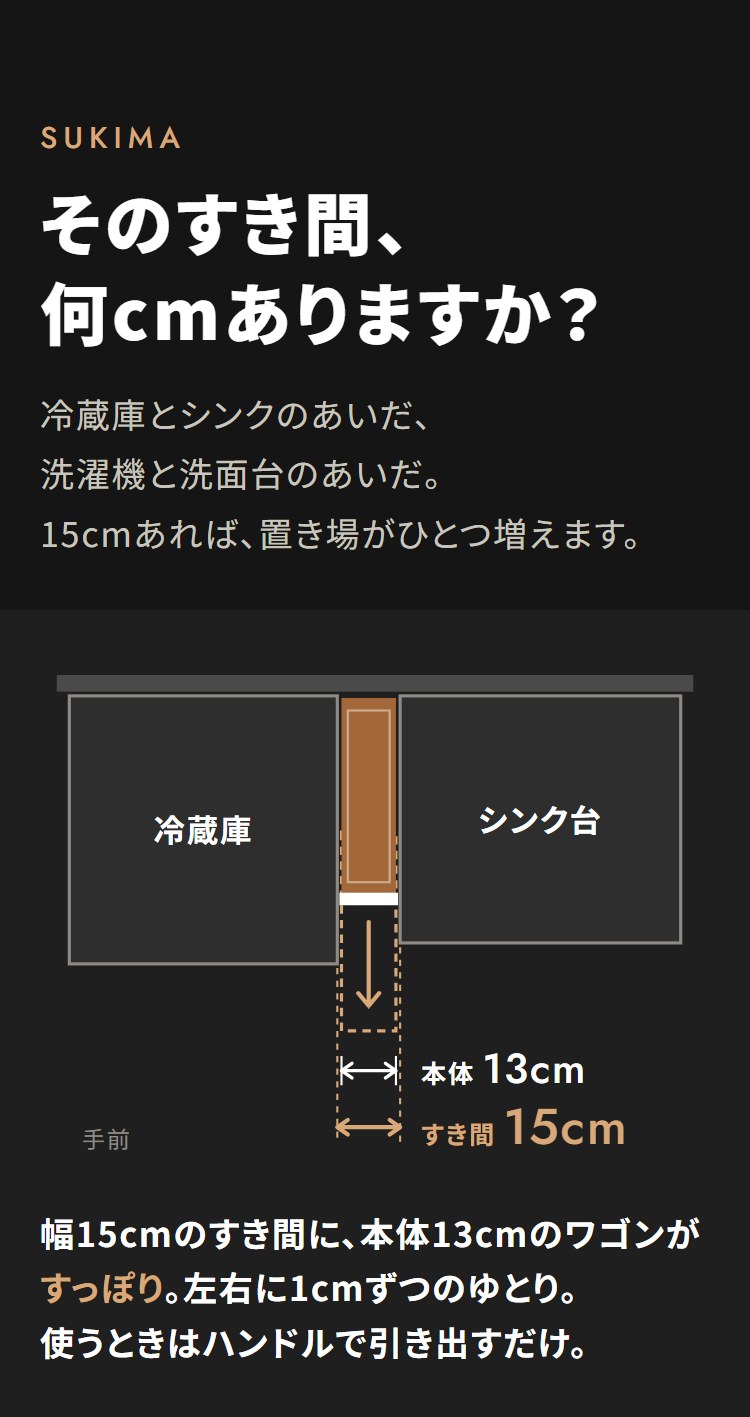 SUKIMA
そのすき間、
何cmありますか？
冷蔵庫とシンクのあいだ、
洗濯機と洗面台のあいだ。
15cmあれば、置き場がひとつ増えます。
冷蔵庫
シンク台
本体 13cm
すき間 15cm
手前
幅15cmのすき間に、本体13cmのワゴンが
すっぽり。左右に1cmずつのゆとり。
使うときはハンドルで引き出すだけ。